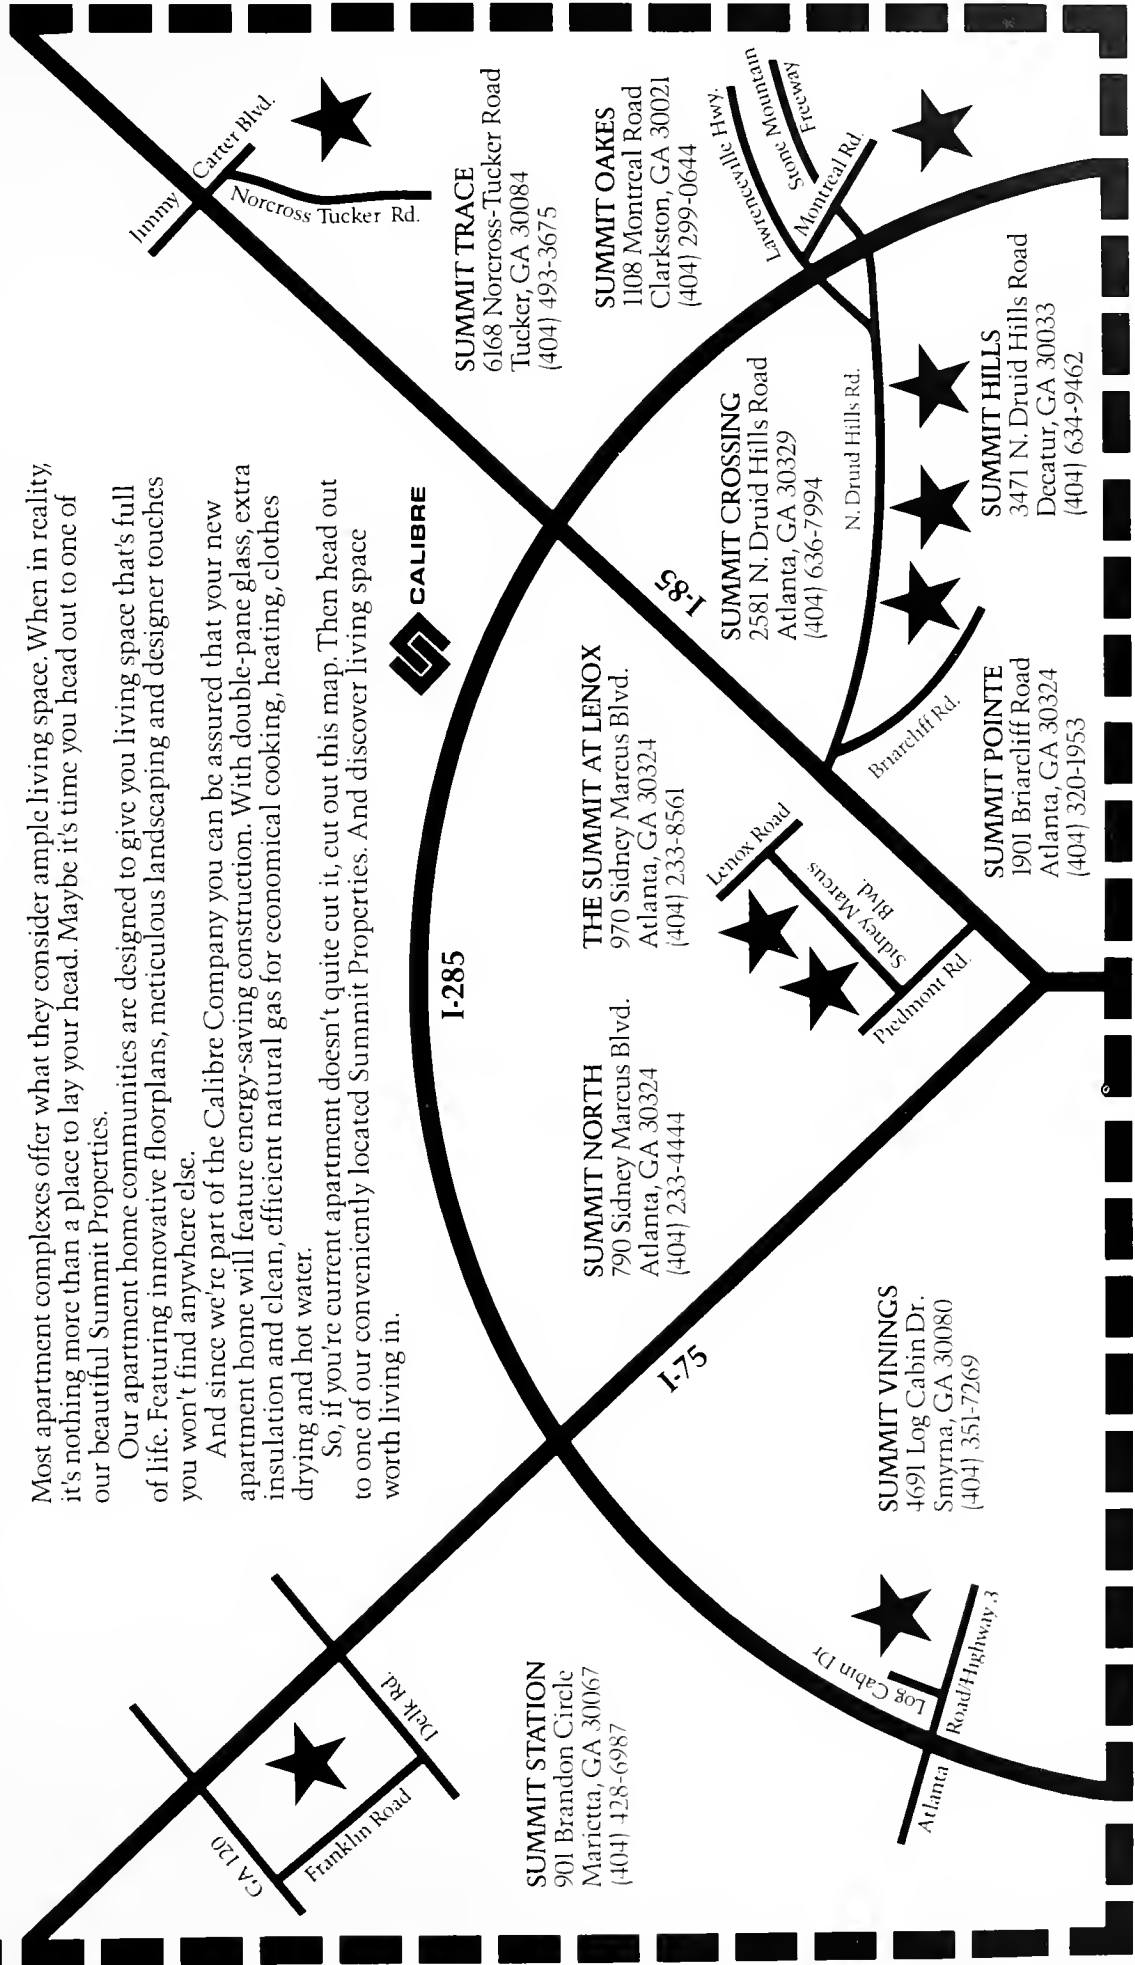 Most apartment complexes offer what they consider ample living space. When in reality,
it's nothing more than a place to lay your head. Maybe it's time you head out to one of
our beautiful Summit Properties.
Our apartment home communities are designed to give you living space that's full
of life. Featuring innovative floorplans, meticulous landscaping and designer touches
you won't find anywhere else.
And since we're part of the Calibre Company you can be assured that your new
apartment home will feature energy-saving construction. With double-pane glass, extra
insulation and clean, efficient natural gas for economical cooking, heating, clothes
drying and hot water.
So, if you're current apartment doesn't quite cut it, cut out this map. Then head out
to one of our conveniently located Summit Properties. And discover living space
worth living in.
CALIBRE
GA 120
Franklin Road
Delk Rd.
SUMMIT STATION
901 Brandon Circle
Marietta, GA 30067
(404) 428-6987
I-285
I-75
I-85
Jimmy Carter Blvd.
Norcross Tucker Rd.
SUMMIT TRACE
6168 Norcross-Tucker Road
Tucker, GA 30084
(404) 493-3675
SUMMIT NORTH
790 Sidney Marcus Blvd.
Atlanta, GA 30324
(404) 233-4444
THE SUMMIT AT LENOX
970 Sidney Marcus Blvd.
Atlanta, GA 30324
(404) 233-8561
SUMMIT OAKES
1108 Montreal Road
Clarkston, GA 30021
(404) 299-0644
Lawrenceville Hwy.
Stone Mountain
Freeway
Montreal Rd.
SUMMIT CROSSING
2581 N. Druid Hills Road
Atlanta, GA 30329
(404) 636-7994
N. Druid Hills Rd.
Lenox Road
Sidney Marcus
Blvd.
Piedmont Rd.
Briarcliff Rd.
Log Cabin Dr
Atlanta Road/Highway 3
SUMMIT VININGS
4691 Log Cabin Dr.
Smyrna, GA 30080
(404) 351-7269
SUMMIT POINTE
1901 Briarcliff Road
Atlanta, GA 30324
(404) 320-1953
SUMMIT HILLS
3471 N. Druid Hills Road
Decatur, GA 30033
(404) 634-9462